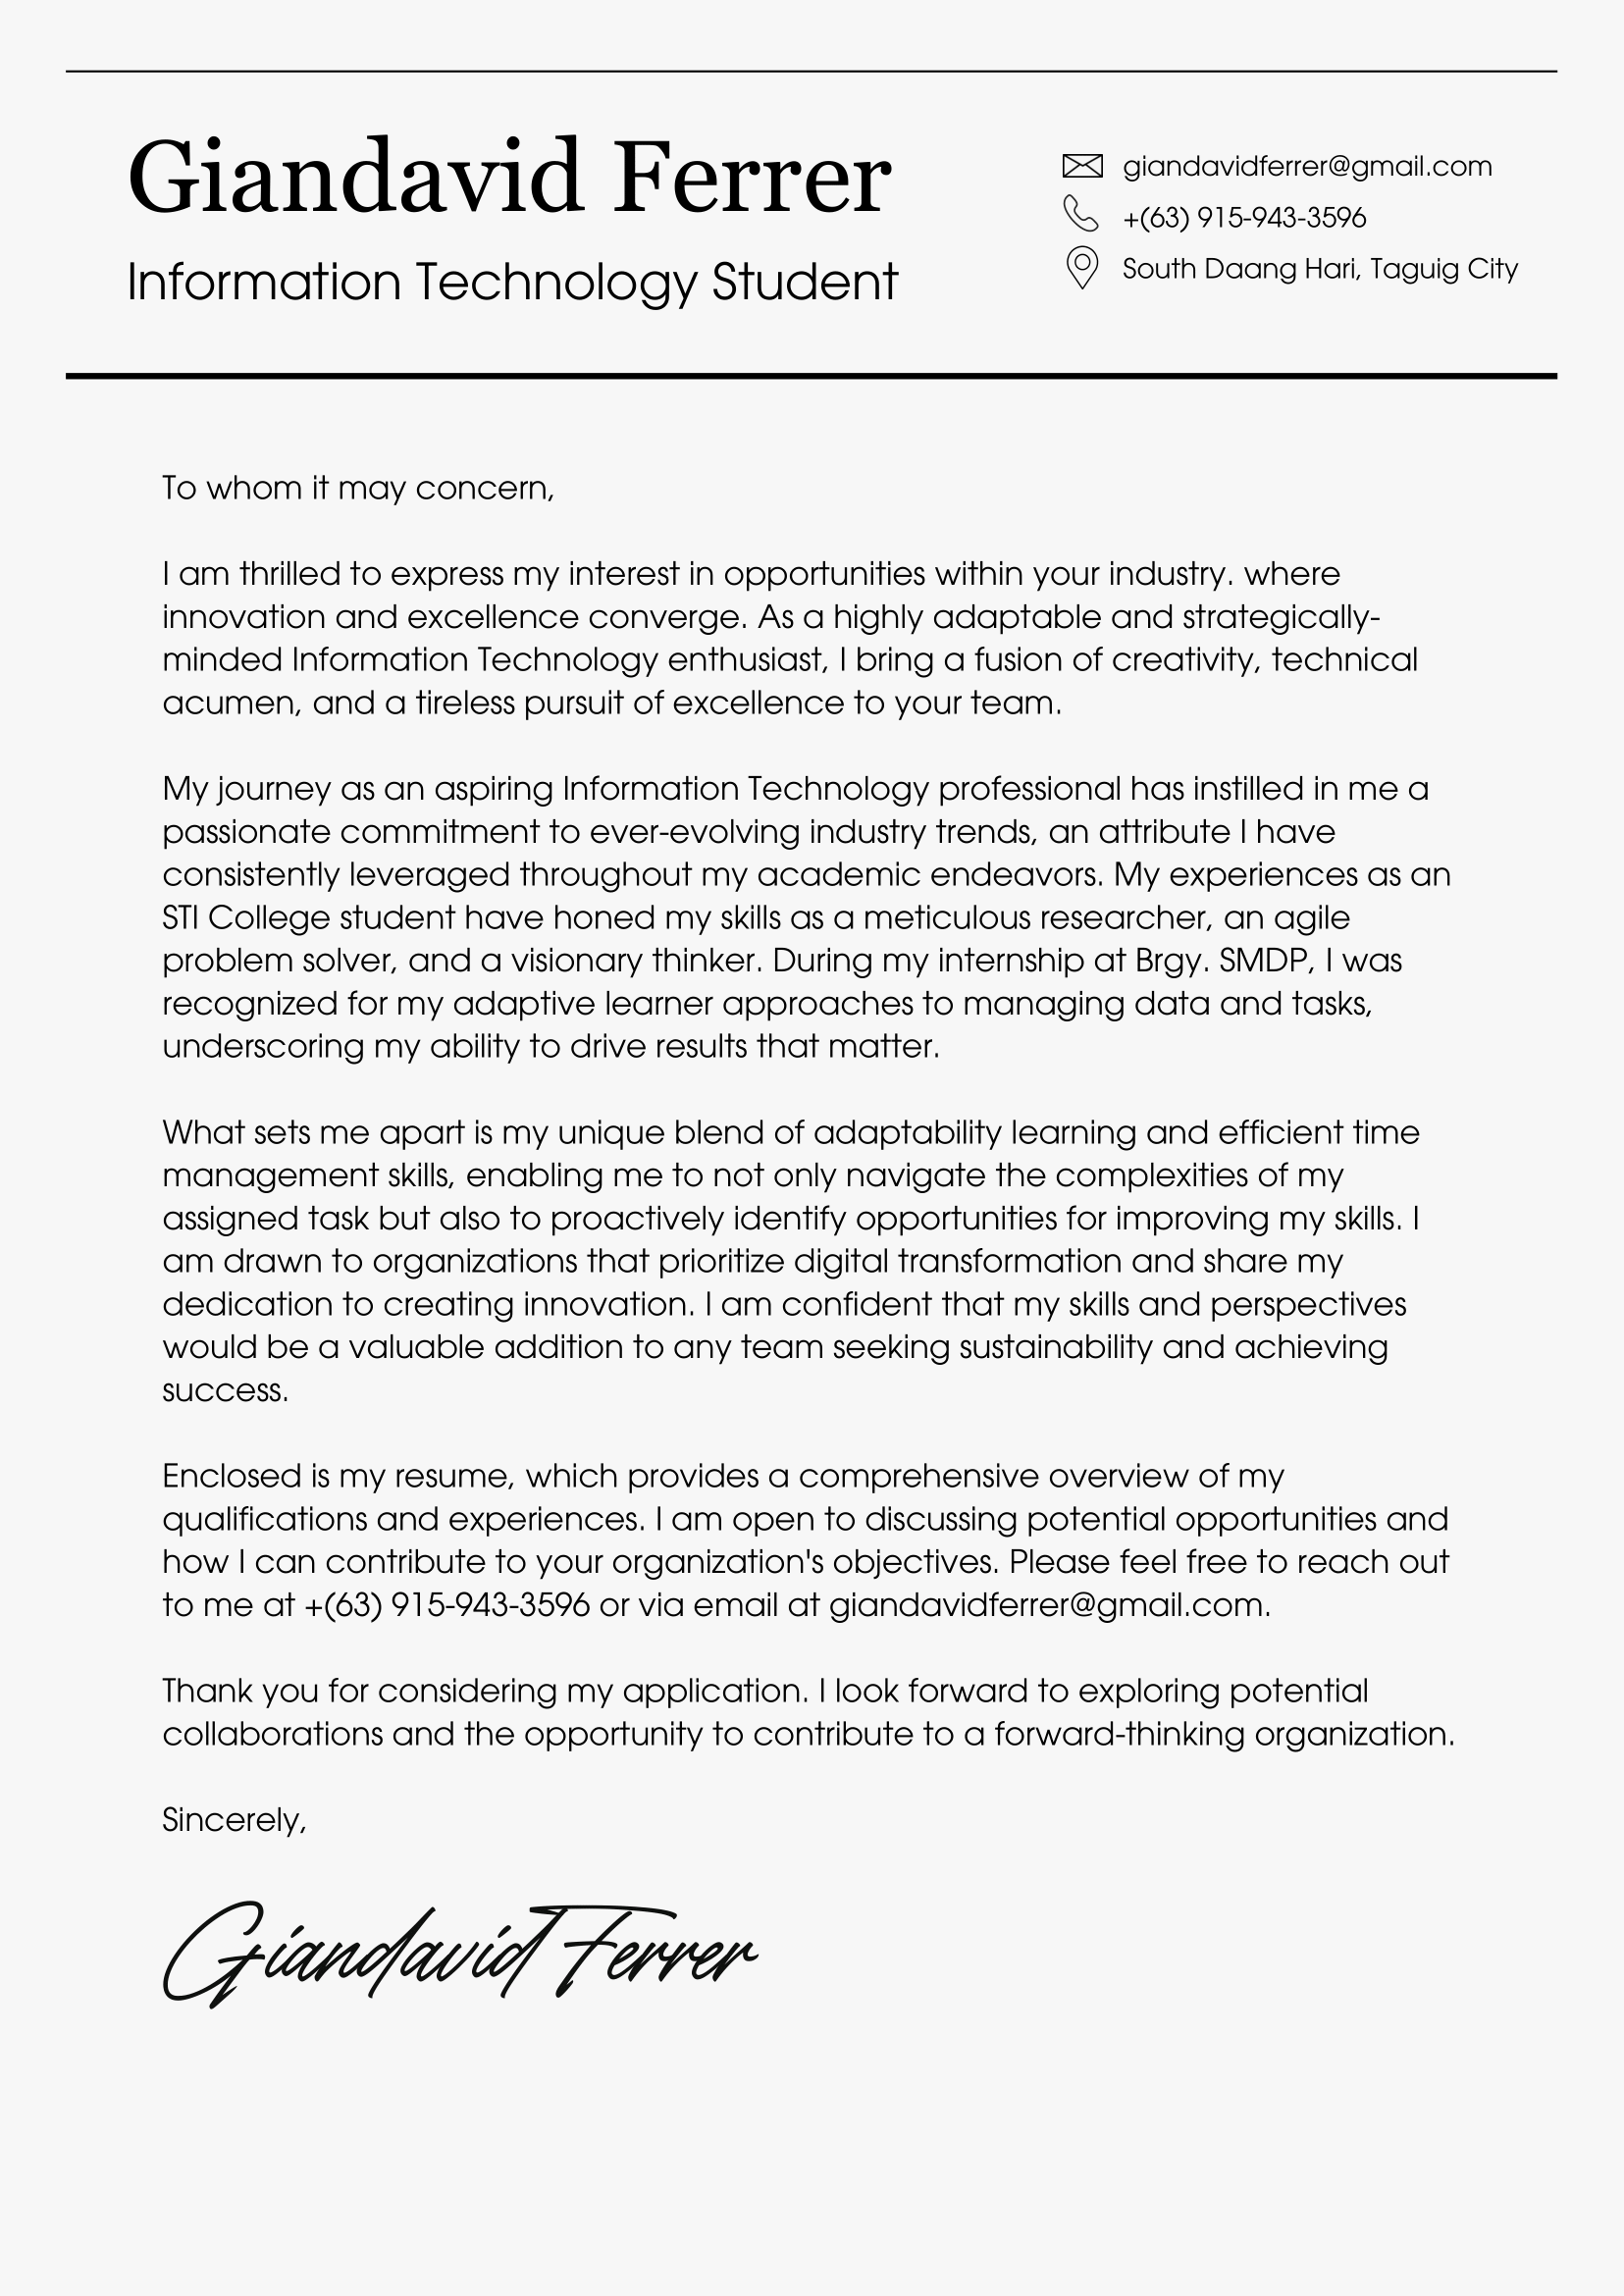 Giandavid Ferrer
Information Technology Student
giandavidferrer@gmail.com
+(63) 915-943-3596
South Daang Hari, Taguig City
To whom it may concern,
I am thrilled to express my interest in opportunities within your industry. where
innovation and excellence converge. As a highly adaptable and strategically-
minded Information Technology enthusiast, I bring a fusion of creativity, technical
acumen, and a tireless pursuit of excellence to your team.
My journey as an aspiring Information Technology professional has instilled in me a
passionate commitment to ever-evolving industry trends, an attribute I have
consistently leveraged throughout my academic endeavors. My experiences as an
STI College student have honed my skills as a meticulous researcher, an agile
problem solver, and a visionary thinker. During my internship at Brgy. SMDP, I was
recognized for my adaptive learner approaches to managing data and tasks,
underscoring my ability to drive results that matter.
What sets me apart is my unique blend of adaptability learning and efficient time
management skills, enabling me to not only navigate the complexities of my
assigned task but also to proactively identify opportunities for improving my skills. I
am drawn to organizations that prioritize digital transformation and share my
dedication to creating innovation. I am confident that my skills and perspectives
would be a valuable addition to any team seeking sustainability and achieving
success.
Enclosed is my resume, which provides a comprehensive overview of my
qualifications and experiences. I am open to discussing potential opportunities and
how I can contribute to your organization's objectives. Please feel free to reach out
to me at +(63) 915-943-3596 or via email at giandavidferrer@gmail.com.
Thank you for considering my application. I look forward to exploring potential
collaborations and the opportunity to contribute to a forward-thinking organization.
Sincerely,
Giandavid Ferrer